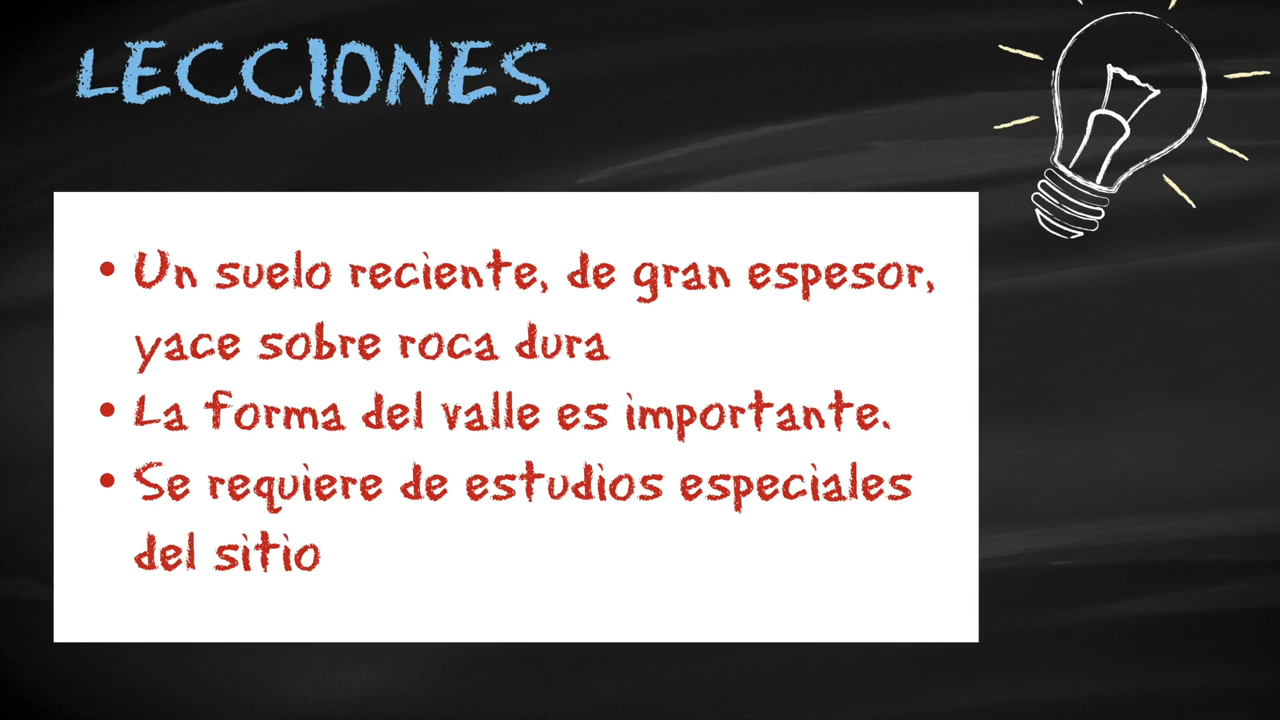 LECCIONES
• Un suelo reciente, de gran espesor,
yace sobre roca dura
• La forma del valle es importante.
• Se requiere de estudios especiales
del sitio